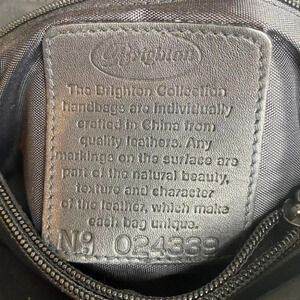 Brighton
The Brighton Collection
handbags are individually
crafted in China from
quality leathers. Any
markings on the surface are
part of the natural beauty,
texture and character
of the leather, which make
each bag unique.
No 024339